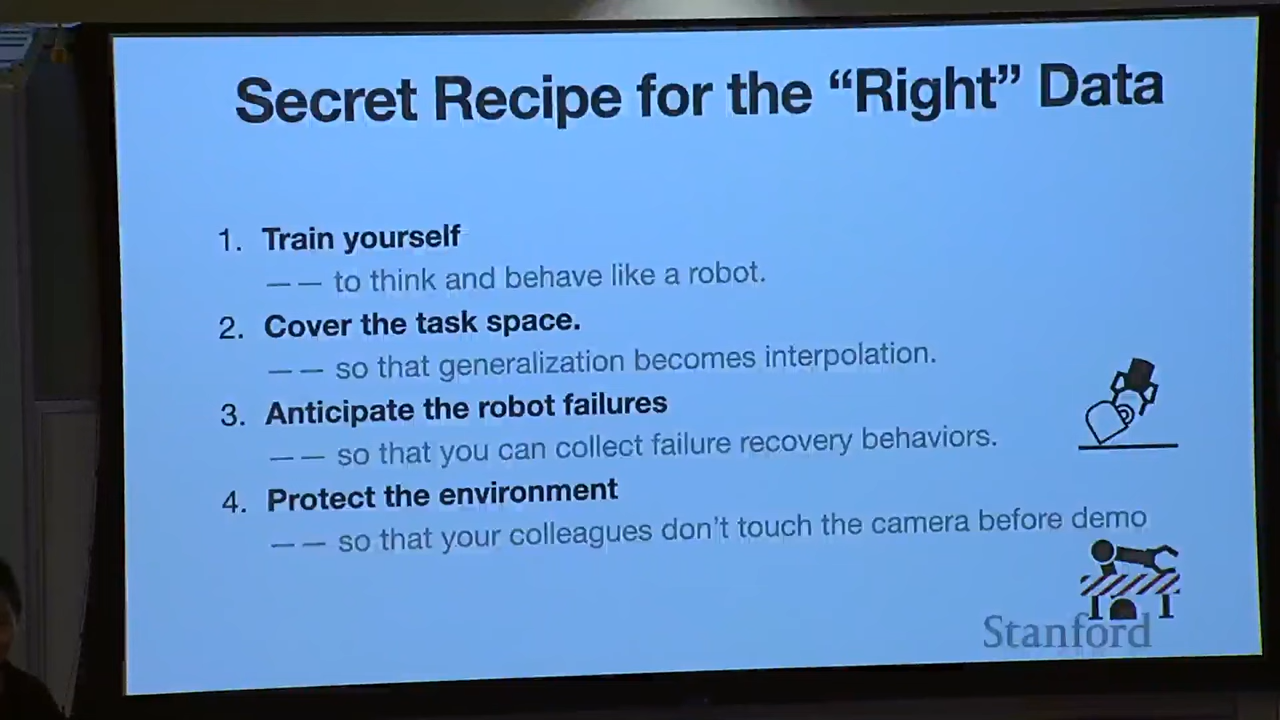 Secret Recipe for the “Right” Data
1. Train yourself
— — to think and behave like a robot.
2. Cover the task space.
— — so that generalization becomes interpolation.
3. Anticipate the robot failures
— — so that you can collect failure recovery behaviors.
4. Protect the environment
— — so that your colleagues don’t touch the camera before demo
Stanford